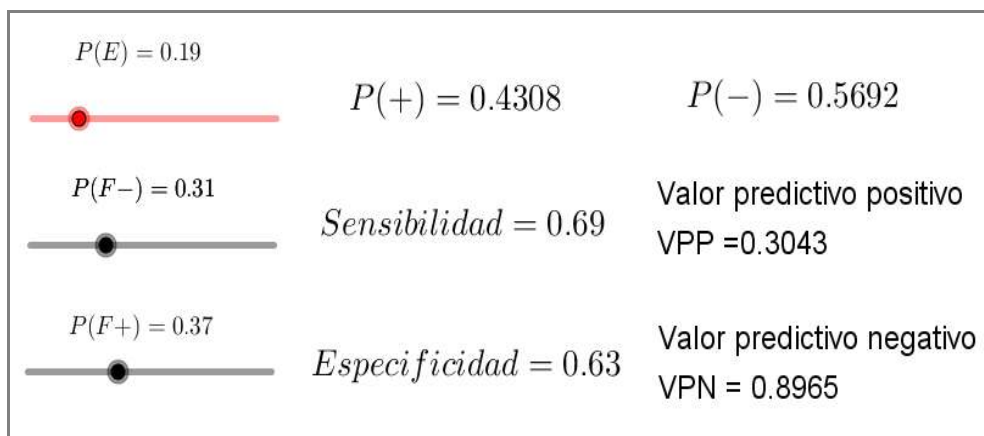 P(E) = 0.19
P(+) = 0.4308
P(−) = 0.5692
P(F−) = 0.31
Sensibilidad = 0.69
Valor predictivo positivo
VPP =0.3043
P(F+) = 0.37
Especificidad = 0.63
Valor predictivo negativo
VPN = 0.8965